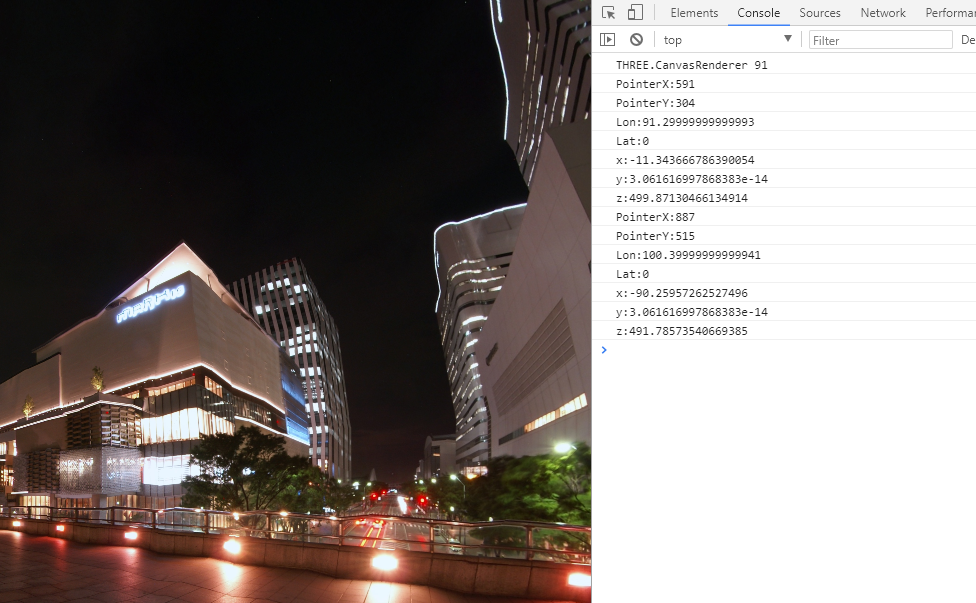 Elements Console Sources Network Performa
top Filter De
THREE.CanvasRenderer 91
PointerX:591
PointerY:304
Lon:91.29999999999993
Lat:0
x:-11.343666786390054
y:3.061616997868383e-14
z:499.87130466134914
PointerX:887
PointerY:515
Lon:100.39999999999941
Lat:0
x:-90.25957262527496
y:3.061616997868383e-14
z:491.78573540669385